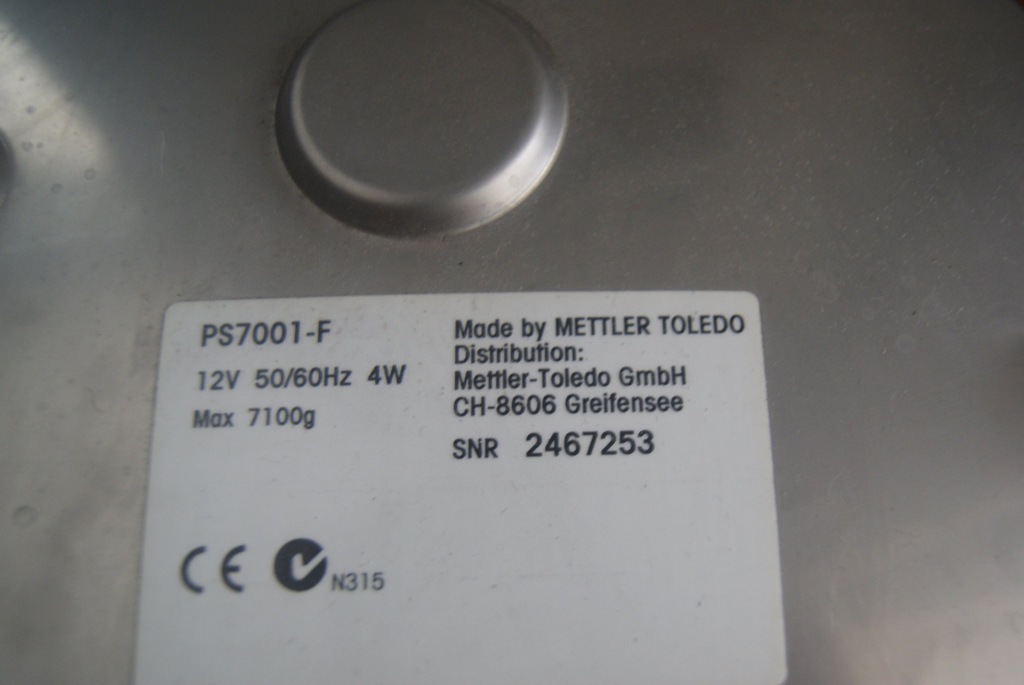 PS7001-F
12V 50/60Hz 4W
Max 7100g
Made by METTLER TOLEDO
Distribution:
Mettler-Toledo GmbH
CH-8606 Greifensee
SNR 2467253
CE N315